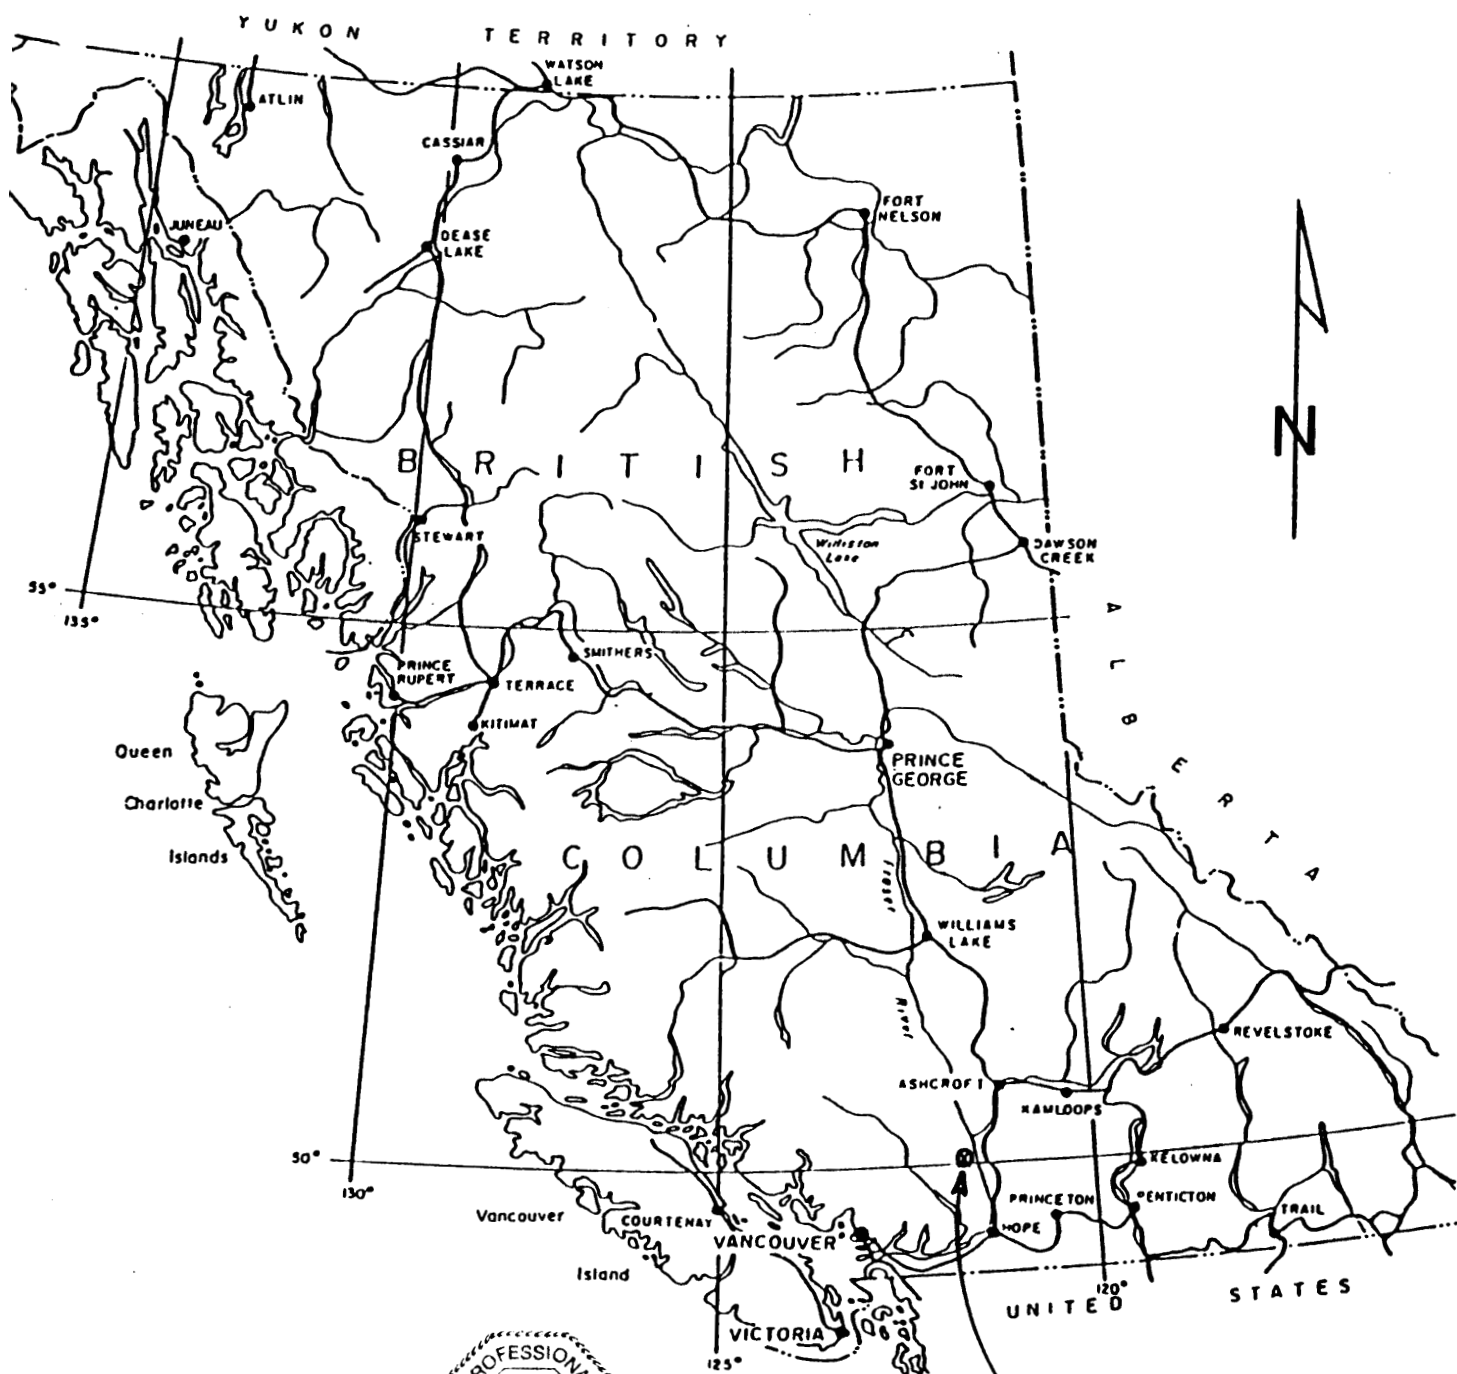 YUKON TERRITORY
WATSON
LAKE
ATLIN
CASSIAR
FORT
NELSON
JUNEAU
DEASE
LAKE
N
BRITISH
FORT
St JOHN
STEWART
Williston
Lake
DAWSON
CREEK
55°
135°
ALBERTA
SMITHERS
PRINCE
RUPERT
TERRACE
KITIMAT
Queen
Charlotte
Islands
PRINCE
GEORGE
COLUMBIA
Fraser
River
WILLIAMS
LAKE
REVELSTOKE
ASHCROFT
KAMLOOPS
50°
130°
KELOWNA
PRINCETON
PENTICTON
TRAIL
HOPE
Vancouver
Island
COURTENAY
VANCOUVER
120°
UNITED STATES
VICTORIA
125°
PROFESSIONA